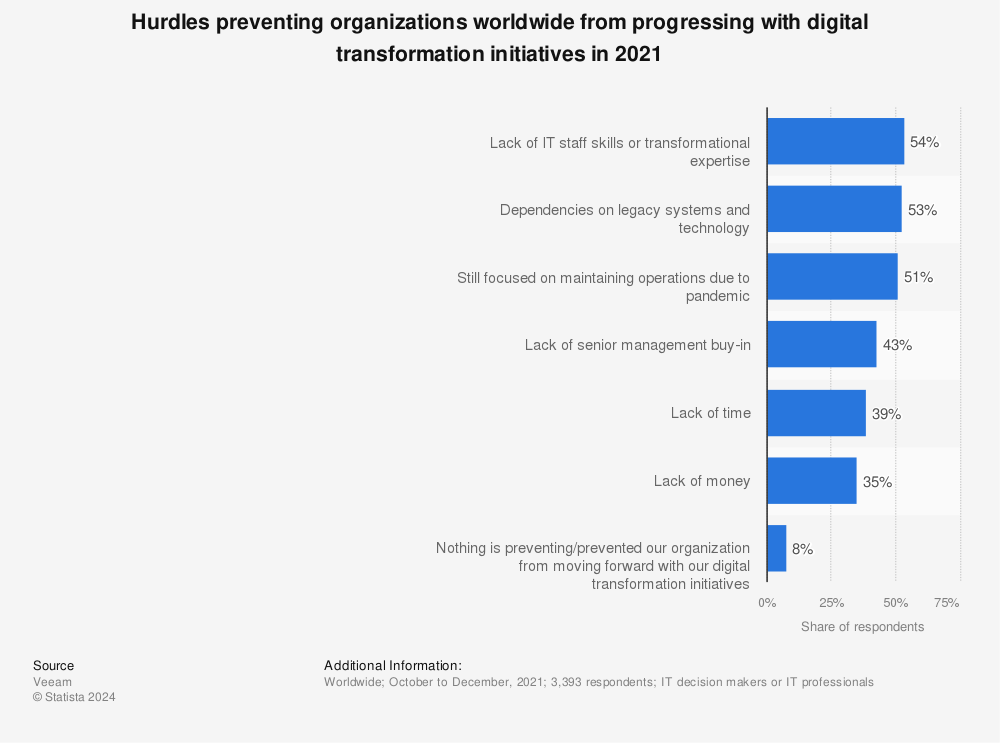 Hurdles preventing organizations worldwide from progressing with digital
transformation initiatives in 2021
Lack of IT staff skills or transformational
expertise
54%
Dependencies on legacy systems and
technology
53%
Still focused on maintaining operations due to
pandemic
51%
Lack of senior management buy-in
43%
Lack of time
39%
Lack of money
35%
Nothing is preventing/prevented our organization
from moving forward with our digital
transformation initiatives
8%
0% 25% 50% 75%
Share of respondents
Source
Veeam
© Statista 2024
Additional Information:
Worldwide; October to December, 2021; 3,393 respondents; IT decision makers or IT professionals